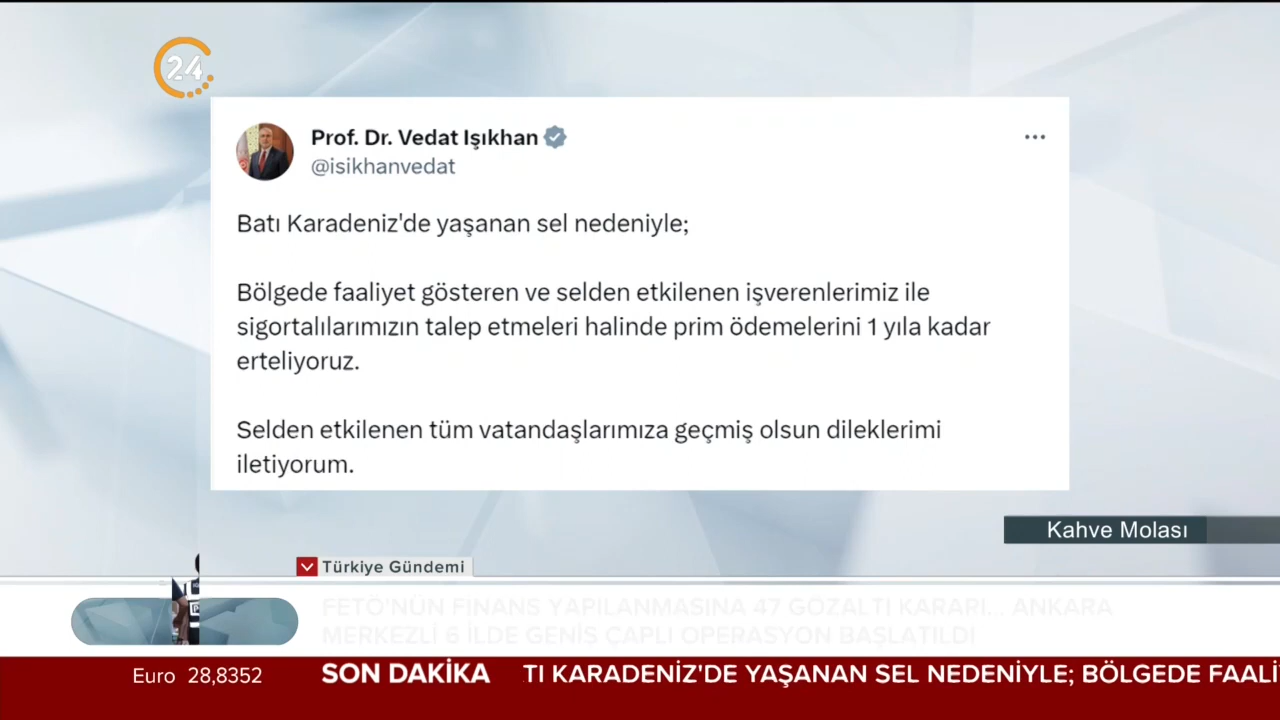 24
Prof. Dr. Vedat Işıkhan
@isikhanvedat
Batı Karadeniz'de yaşanan sel nedeniyle;
Bölgede faaliyet gösteren ve selden etkilenen işverenlerimiz ile
sigortalılarımızın talep etmeleri halinde prim ödemelerini 1 yıla kadar
erteliyoruz.
Selden etkilenen tüm vatandaşlarımıza geçmiş olsun dileklerimi
iletiyorum.
Kahve Molası
Türkiye Gündemi
FETÖ'NÜN FİNANS YAPILANMASINA 47 GÖZALTI KARARI... ANKARA
MERKEZLİ 6 İLDE GENİŞ ÇAPLI OPERASYON BAŞLATILDI
Euro 28,8352 SON DAKİKA TI KARADENİZ'DE YAŞANAN SEL NEDENİYLE; BÖLGEDE FAALİ